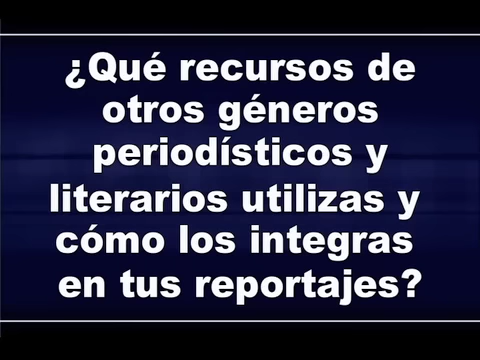 ¿Qué recursos de
otros géneros
periodísticos y
literarios utilizas y
cómo los integras
en tus reportajes?